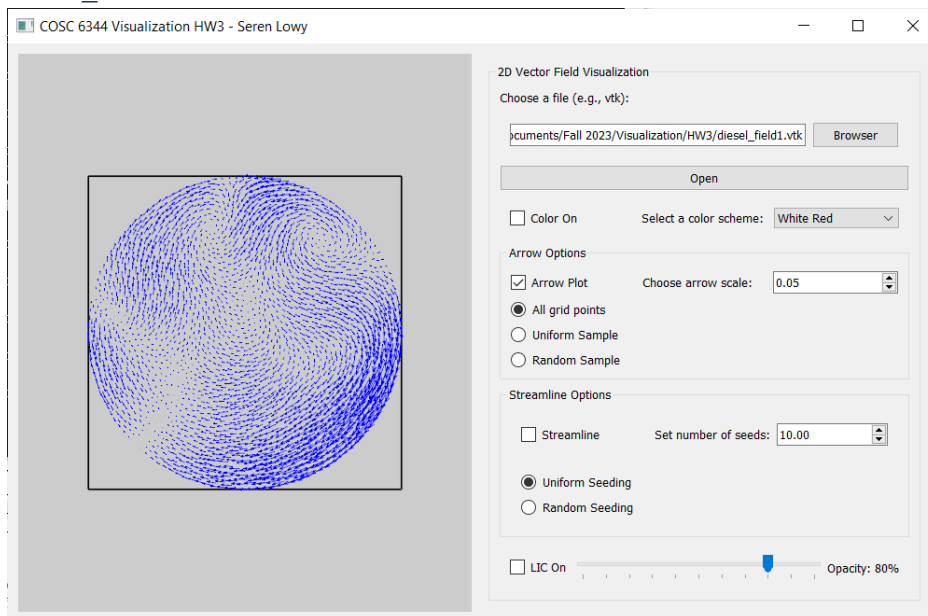 COSC 6344 Visualization HW3 - Seren Lowy
2D Vector Field Visualization
Choose a file (e.g., vtk):
ocuments/Fall 2023/Visualization/HW3/diesel_field1.vtk Browser
Open
Color On Select a color scheme: White Red
Arrow Options
Arrow Plot Choose arrow scale: 0.05
All grid points
Uniform Sample
Random Sample
Streamline Options
Streamline Set number of seeds: 10.00
Uniform Seeding
Random Seeding
LIC On Opacity: 80%